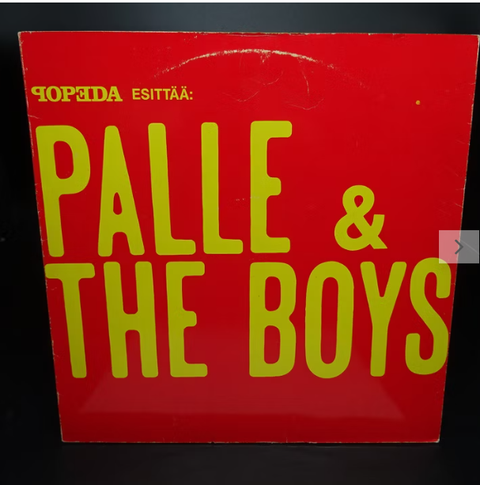 POPEDA ESITTÄÄ:
PALLE &
THE BOYS